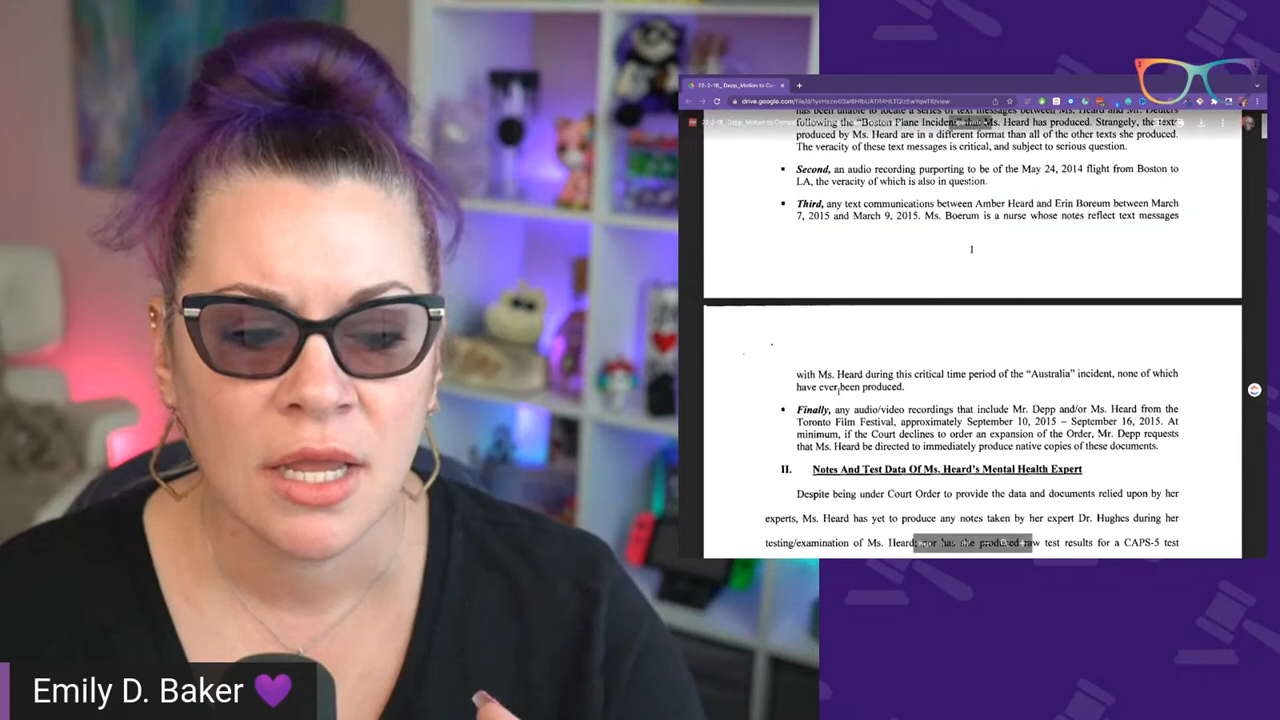 22-2-18_ Depp_Motion to Co
drive.google.com
following the "Boston Plane Incident" that Ms. Heard has produced. Strangely, the texts
produced by Ms. Heard are in a different format than all of the other texts she produced.
The veracity of these text messages is critical, and subject to serious question.
▪ Second, an audio recording purporting to be of the May 24, 2014 flight from Boston to
LA, the veracity of which is also in question.
▪ Third, any text communications between Amber Heard and Erin Boreum between March
7, 2015 and March 9, 2015. Ms. Boerum is a nurse whose notes reflect text messages
1
with Ms. Heard during this critical time period of the "Australia" incident, none of which
have ever been produced.
▪ Finally, any audio/video recordings that include Mr. Depp and/or Ms. Heard from the
Toronto Film Festival, approximately September 10, 2015 – September 16, 2015. At
minimum, if the Court declines to order an expansion of the Order, Mr. Depp requests
that Ms. Heard be directed to immediately produce native copies of these documents.
II. Notes And Test Data Of Ms. Heard's Mental Health Expert
Despite being under Court Order to provide the data and documents relied upon by her
experts, Ms. Heard has yet to produce any notes taken by her expert Dr. Hughes during her
testing/examination of Ms. Heard; nor has she produced raw test results for a CAPS-5 test
Emily D. Baker 💜